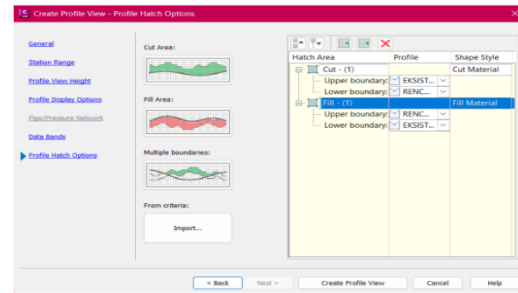 Create Profile View - Profile Hatch Options
General
Station Range
Profile View Height
Profile Display Options
Pipe/Pressure Network
Data Bands
Profile Hatch Options
Cut Area:
Fill Area:
Multiple boundaries:
From criteria:
Import...
Hatch Area Profile Shape Style
Cut - (1) Cut Material
Upper boundary: EKSIST...
Lower boundary: RENC...
Fill - (1) Fill Material
Upper boundary: RENC...
Lower boundary: EKSIST...
< Back Next > Create Profile View Cancel Help